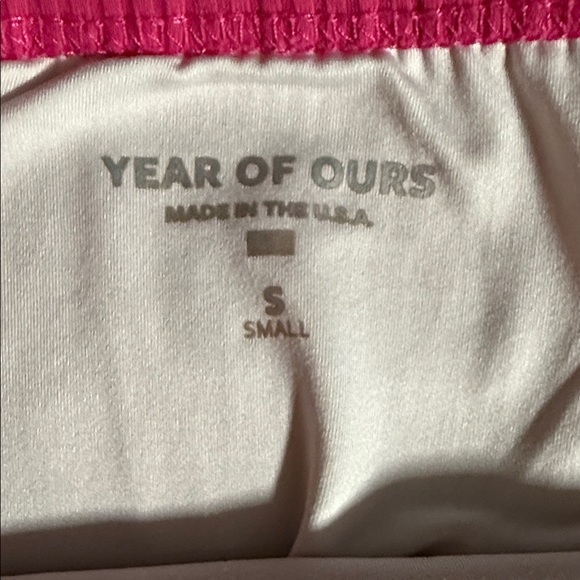 YEAR OF OURS
MADE IN THE U.S.A.
S
SMALL